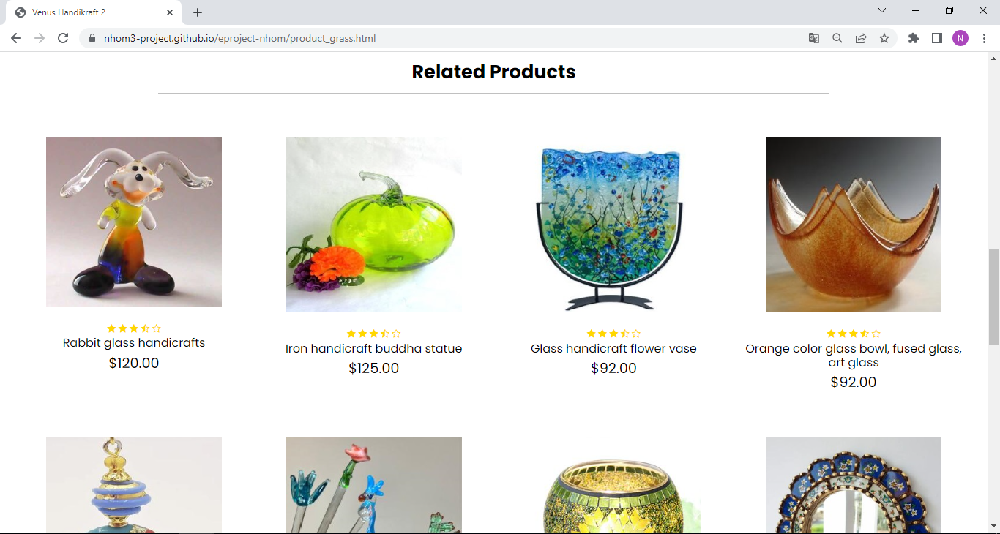 Venus Handikraft 2
nhom3-project.github.io/eproject-nhom/product_grass.html
N
Related Products
Rabbit glass handicrafts
$120.00
Iron handicraft buddha statue
$125.00
Glass handicraft flower vase
$92.00
Orange color glass bowl, fused glass,
art glass
$92.00